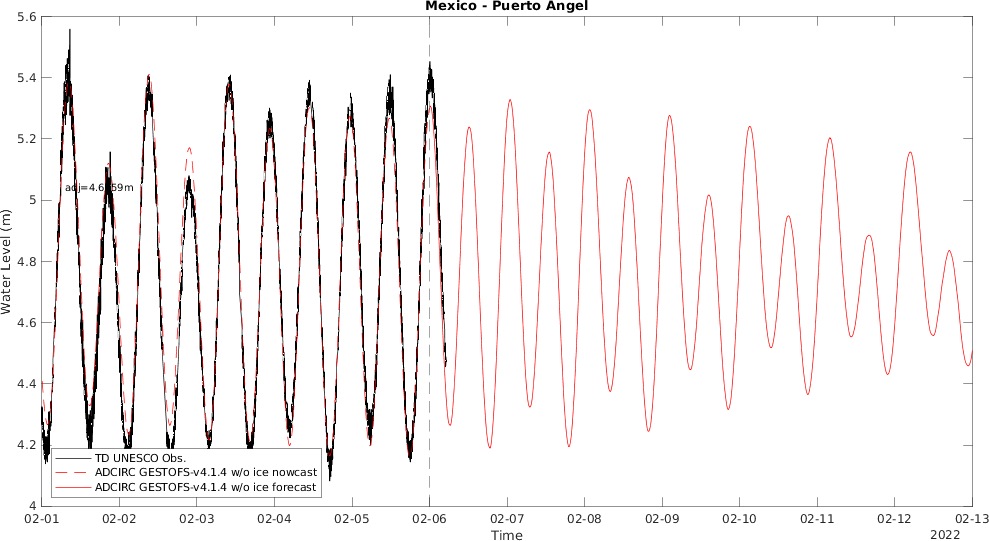 Mexico - Puerto Angel
5.6
5.4
5.2
5
4.8
4.6
4.4
4.2
4
Water Level (m)
TD UNESCO Obs.
ADCIRC GESTOFS-v4.1.4 w/o ice nowcast
ADCIRC GESTOFS-v4.1.4 w/o ice forecast
02-01 02-02 02-03 02-04 02-05 02-06 02-07 02-08 02-09 02-10 02-11 02-12 02-13
Time
2022